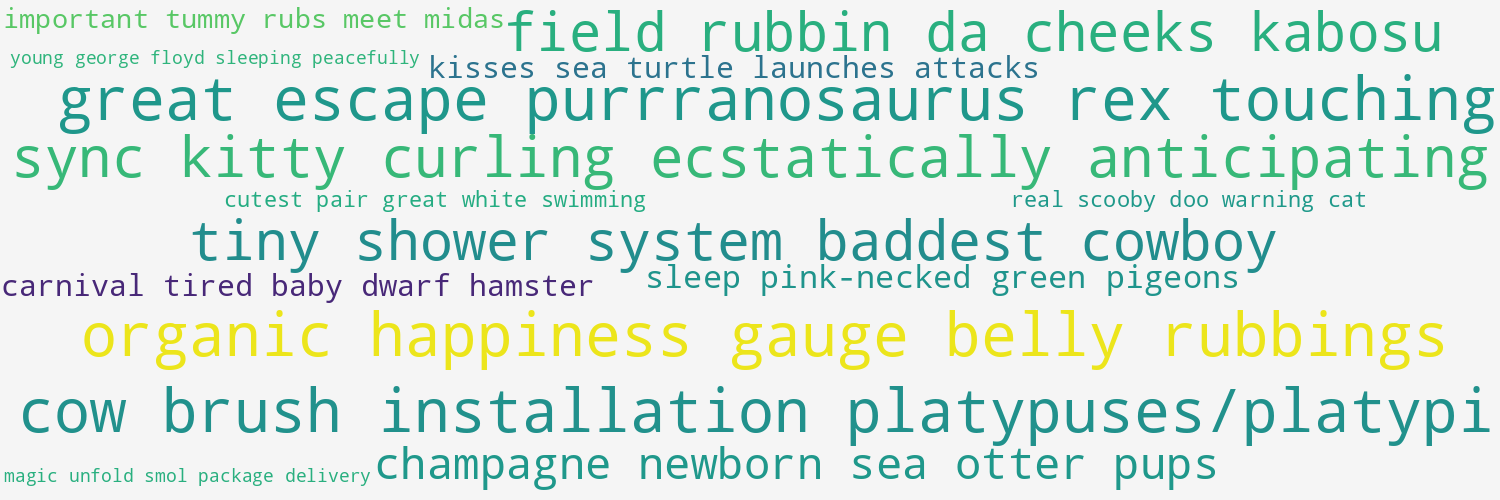 important tummy rubs meet midas
field rubbin da cheeks kabosu
young george floyd sleeping peacefully
kisses sea turtle launches attacks
great escape purrranosaurus rex touching
sync kitty curling ecstatically anticipating
cutest pair great white swimming
real scooby doo warning cat
tiny shower system baddest cowboy
carnival tired baby dwarf hamster
sleep pink-necked green pigeons
organic happiness gauge belly rubbings
cow brush installation platypuses/platypi
champagne newborn sea otter pups
magic unfold smol package delivery